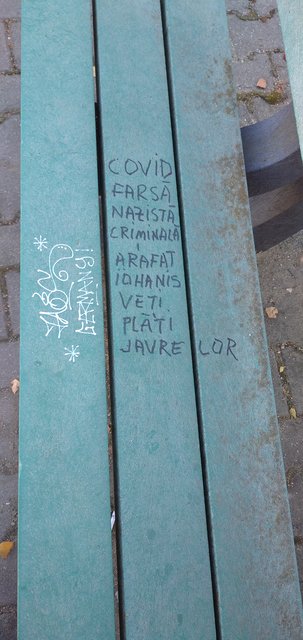 COVID
FARSĂ
NAZISTĂ
CRIMINALĂ
ARAFAT
IOHANIS
VEȚI
PLĂTI
JAVRELOR